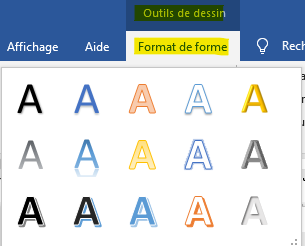 Outils de dessin
Affichage Aide Format de forme Rech
A A A A A
A A A A A
A A A A A